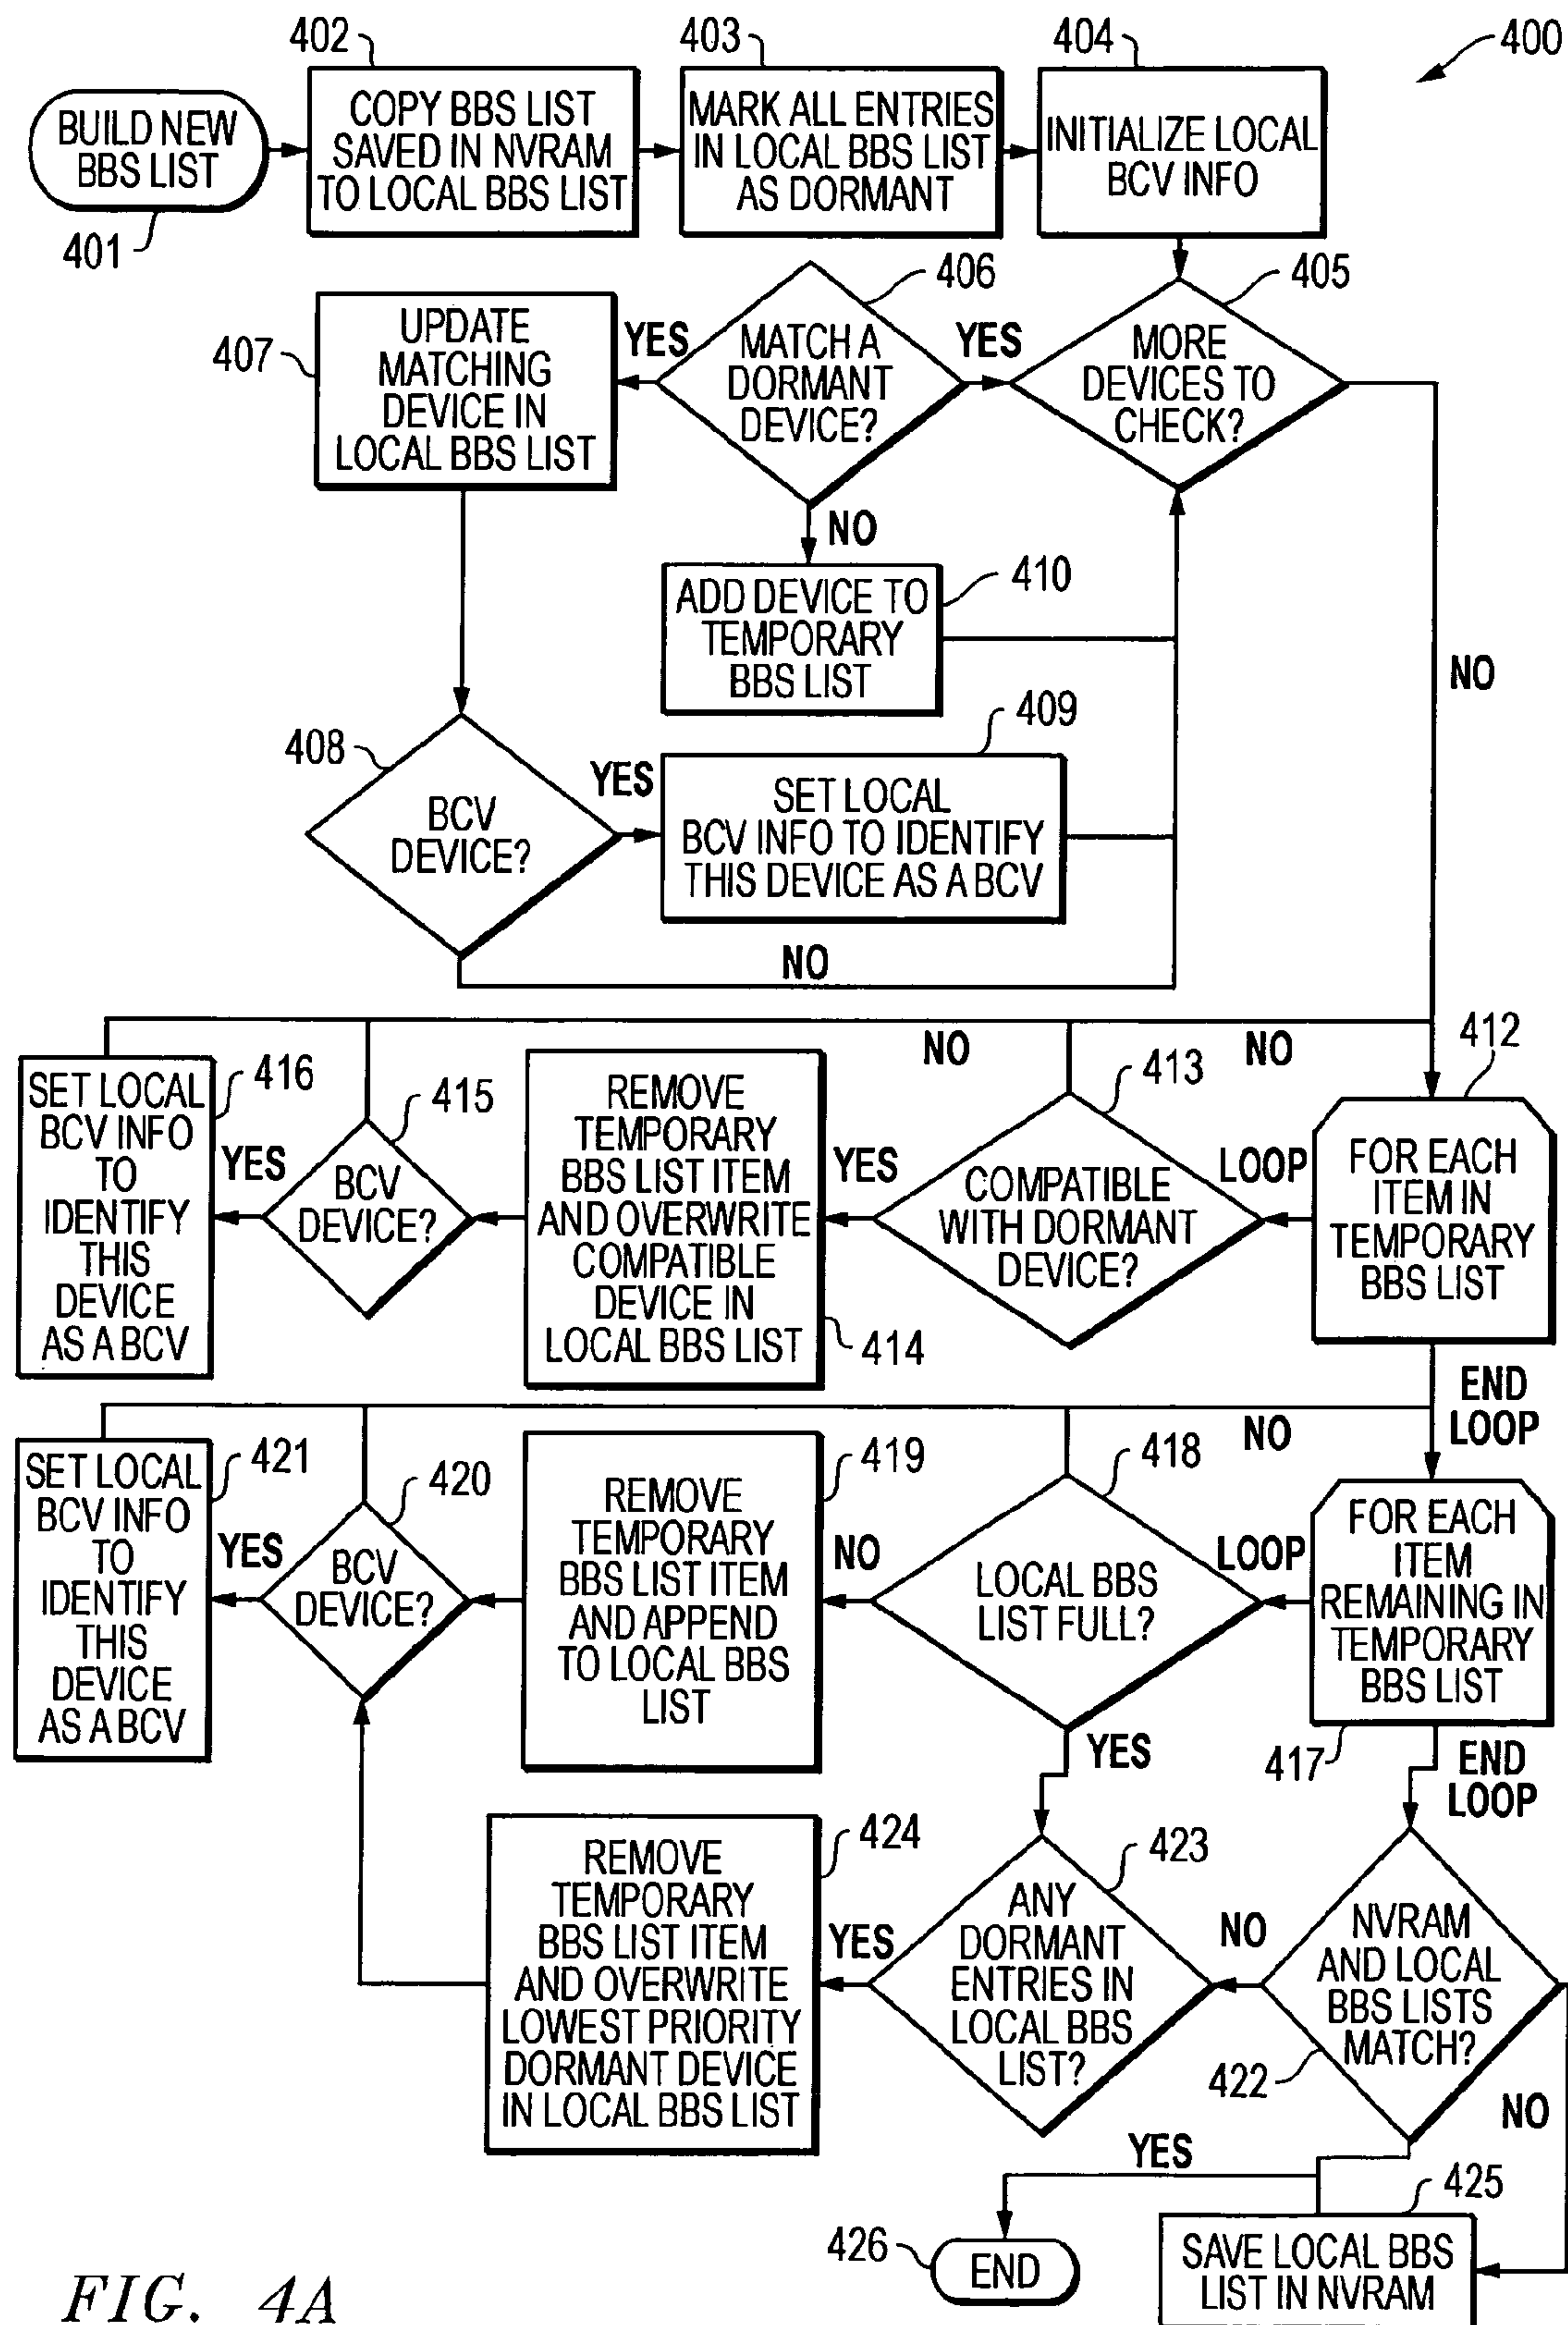 400
402
403
404
BUILD NEW
BBS LIST
401
COPY BBS LIST
SAVED IN NVRAM
TO LOCAL BBS LIST
MARK ALL ENTRIES
IN LOCAL BBS LIST
AS DORMANT
INITIALIZE LOCAL
BCV INFO
407
UPDATE
MATCHING
DEVICE IN
LOCAL BBS LIST
YES
406
MATCH A
DORMANT
DEVICE?
YES
405
MORE
DEVICES TO
CHECK?
NO
NO
410
ADD DEVICE TO
TEMPORARY
BBS LIST
408
BCV
DEVICE?
YES
409
SET LOCAL
BCV INFO TO IDENTIFY
THIS DEVICE AS A BCV
NO
416
SET LOCAL
BCV INFO
TO
IDENTIFY
THIS
DEVICE
AS A BCV
YES
415
BCV
DEVICE?
REMOVE
TEMPORARY
BBS LIST ITEM
AND OVERWRITE
COMPATIBLE
DEVICE IN
LOCAL BBS LIST
414
NO
YES
413
COMPATIBLE
WITH DORMANT
DEVICE?
NO
LOOP
412
FOR EACH
ITEM IN
TEMPORARY
BBS LIST
END
LOOP
421
SET LOCAL
BCV INFO
TO
IDENTIFY
THIS
DEVICE
AS A BCV
YES
420
BCV
DEVICE?
419
REMOVE
TEMPORARY
BBS LIST ITEM
AND APPEND
TO LOCAL BBS
LIST
NO
418
LOCAL BBS
LIST FULL?
NO
LOOP
FOR EACH
ITEM
REMAINING IN
TEMPORARY
BBS LIST
417
YES
END
LOOP
424
REMOVE
TEMPORARY
BBS LIST ITEM
AND OVERWRITE
LOWEST PRIORITY
DORMANT DEVICE
IN LOCAL BBS LIST
YES
423
ANY
DORMANT
ENTRIES IN
LOCAL BBS
LIST?
NO
NVRAM
AND LOCAL
BBS LISTS
MATCH?
422
NO
YES
425
SAVE LOCAL BBS
LIST IN NVRAM
426
END
FIG. 4A